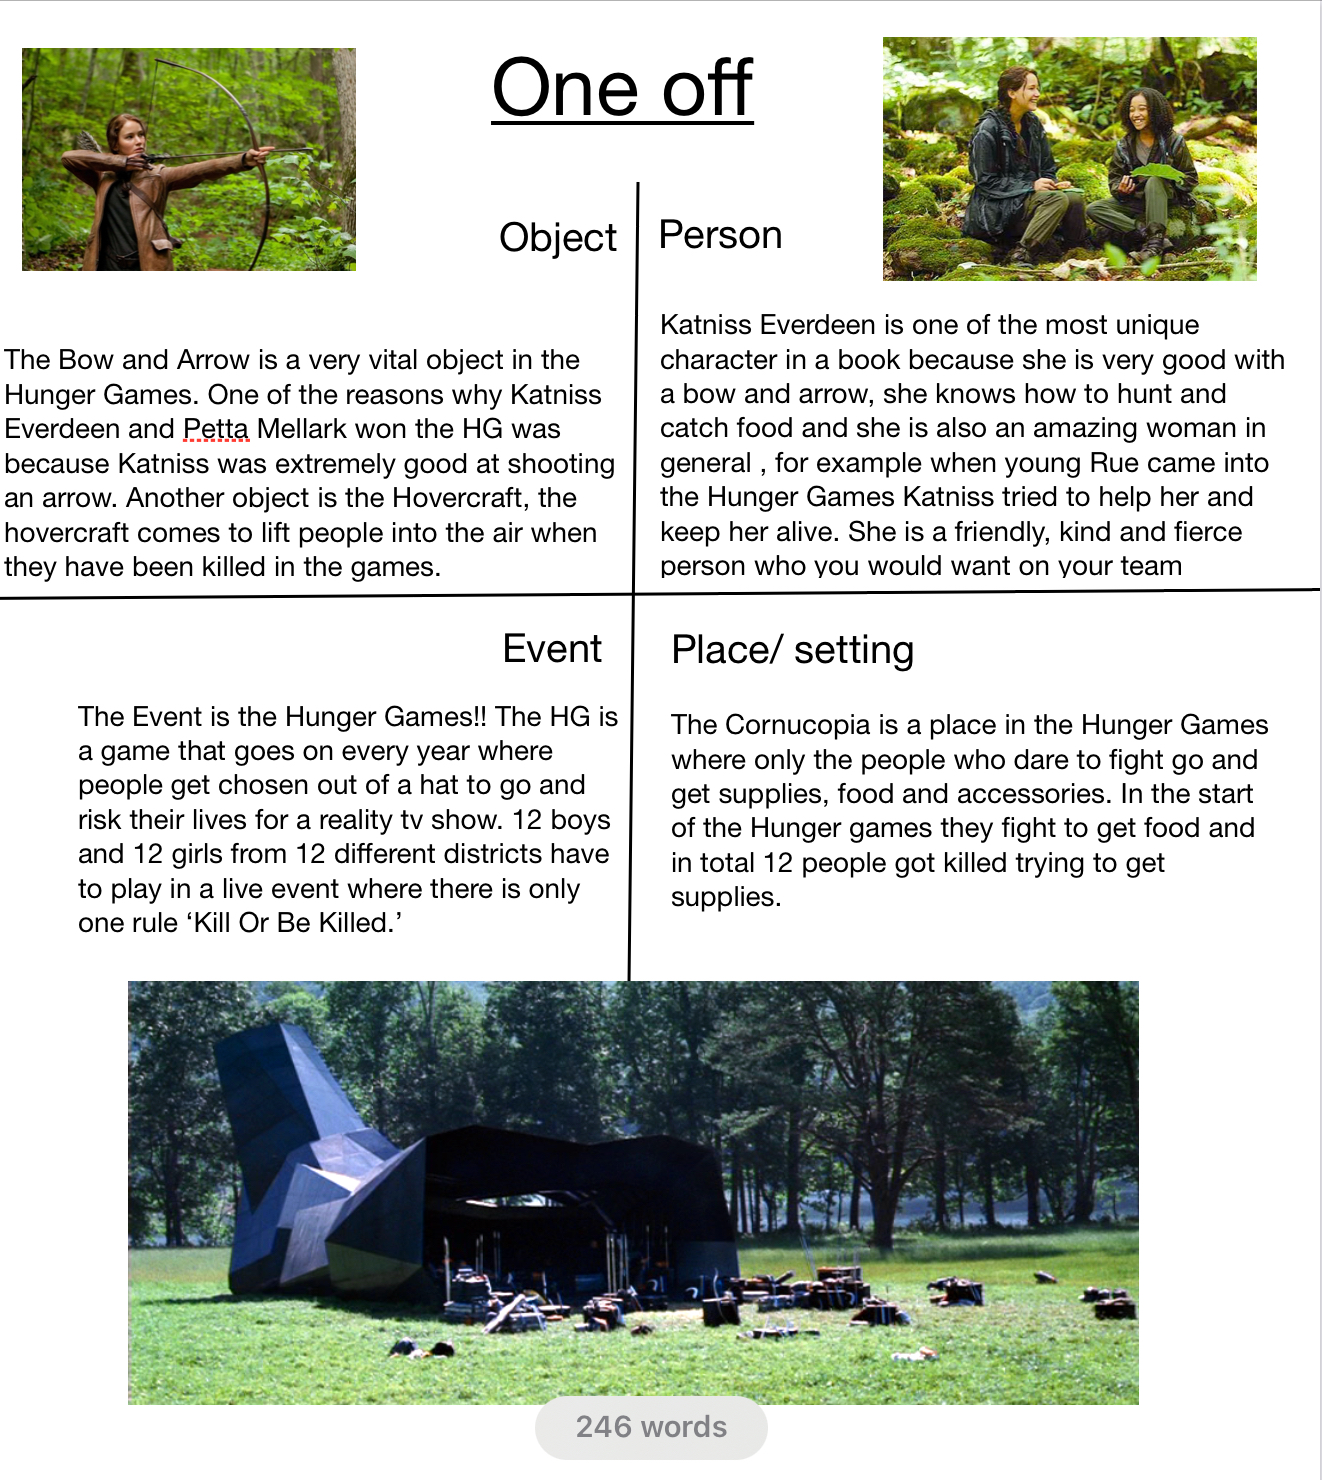 One off
Object
The Bow and Arrow is a very vital object in the
Hunger Games. One of the reasons why Katniss
Everdeen and Petta Mellark won the HG was
because Katniss was extremely good at shooting
an arrow. Another object is the Hovercraft, the
hovercraft comes to lift people into the air when
they have been killed in the games.
Person
Katniss Everdeen is one of the most unique
character in a book because she is very good with
a bow and arrow, she knows how to hunt and
catch food and she is also an amazing woman in
general , for example when young Rue came into
the Hunger Games Katniss tried to help her and
keep her alive. She is a friendly, kind and fierce
person who you would want on your team
Event
The Event is the Hunger Games!! The HG is
a game that goes on every year where
people get chosen out of a hat to go and
risk their lives for a reality tv show. 12 boys
and 12 girls from 12 different districts have
to play in a live event where there is only
one rule ‘Kill Or Be Killed.’
Place/ setting
The Cornucopia is a place in the Hunger Games
where only the people who dare to fight go and
get supplies, food and accessories. In the start
of the Hunger games they fight to get food and
in total 12 people got killed trying to get
supplies.
246 words